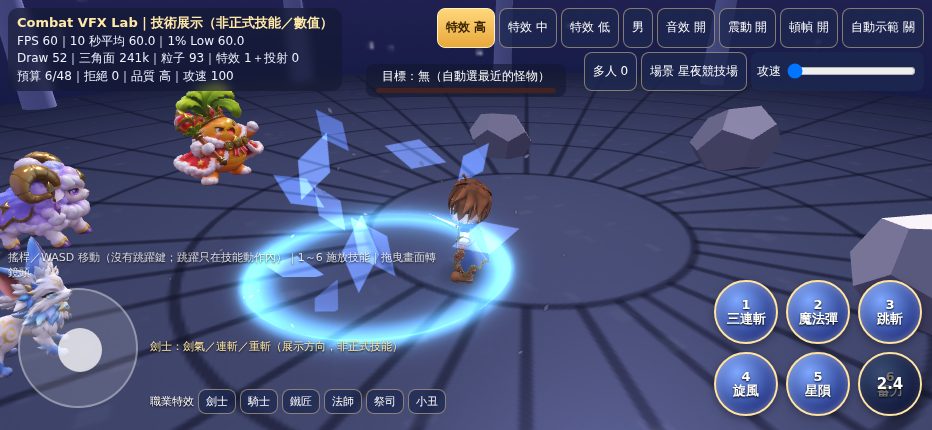 Combat VFX Lab｜技術展示（非正式技能／數值）
FPS 60｜10 秒平均 60.0｜1% Low 60.0
Draw 52｜三角面 241k｜粒子 93｜特效 1＋投射 0
預算 6/48｜拒絕 0｜品質 高｜攻速 100
特效 高
特效 中
特效 低
男
音效 開
震動 開
頓幀 開
自動示範 關
多人 0
場景 星夜競技場
攻速
目標：無（自動選最近的怪物）
搖桿／WASD 移動（沒有跳躍鍵；跳躍只在技能動作內）｜1～6 施放技能｜拖曳畫面轉
鏡頭
劍士：劍氣／連斬／重斬（展示方向，非正式技能）
職業特效
劍士
騎士
鐵匠
法師
祭司
小丑
1
三連斬
2
魔法彈
3
跳斬
4
旋風
5
星隕
6
2.4